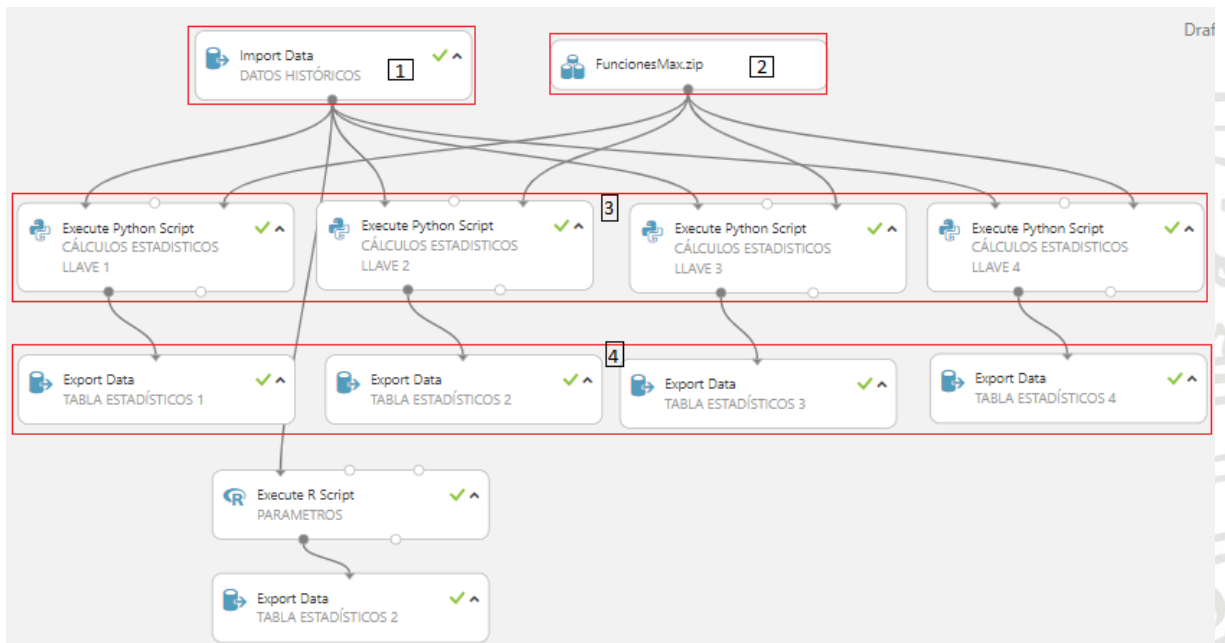 Draf
Import Data
DATOS HISTÓRICOS
1
FuncionesMax.zip
2
3
Execute Python Script
CÁLCULOS ESTADISTICOS
LLAVE 1
Execute Python Script
CÁLCULOS ESTADISTICOS
LLAVE 2
Execute Python Script
CÁLCULOS ESTADISTICOS
LLAVE 3
Execute Python Script
CÁLCULOS ESTADISTICOS
LLAVE 4
4
Export Data
TABLA ESTADÍSTICOS 1
Export Data
TABLA ESTADÍSTICOS 2
Export Data
TABLA ESTADÍSTICOS 3
Export Data
TABLA ESTADÍSTICOS 4
Execute R Script
PARAMETROS
Export Data
TABLA ESTADÍSTICOS 2